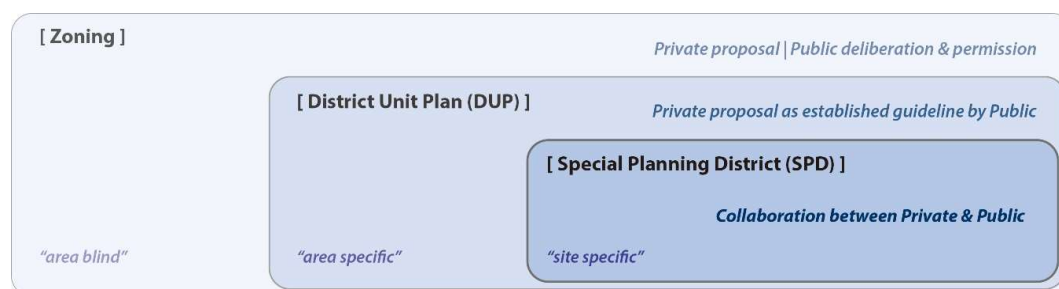 [ Zoning ]
Private proposal | Public deliberation & permission
[ District Unit Plan (DUP) ]
Private proposal as established guideline by Public
[ Special Planning District (SPD) ]
Collaboration between Private & Public
“area blind”
“area specific”
“site specific”